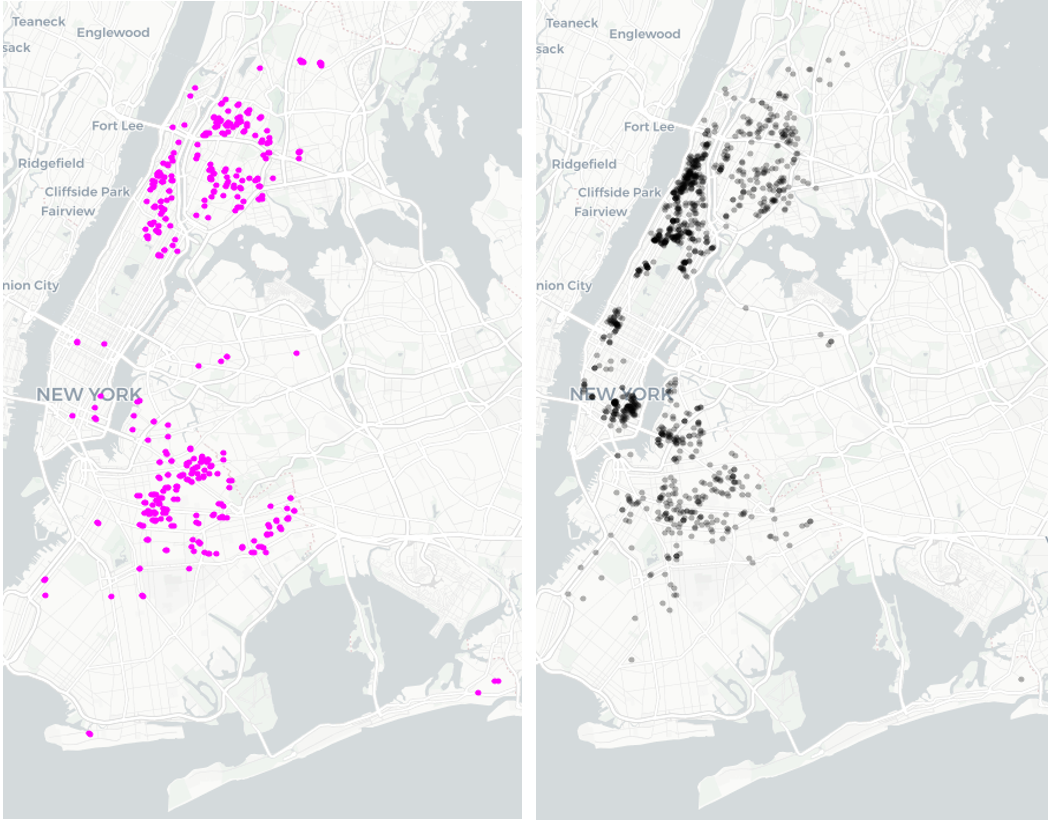 Teaneck
Englewood
sack
Fort Lee
Ridgefield
Cliffside Park
Fairview
nion City
NEW YORK
Teaneck
Englewood
sack
Fort Lee
Ridgefield
Cliffside Park
Fairview
nion City
NEW YORK